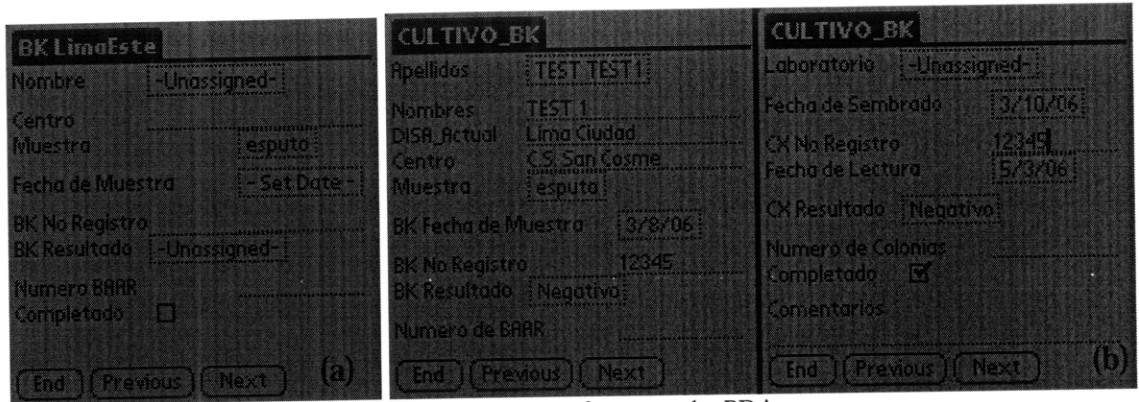 BK LimaEste
Nombre -Unassigned-
Centro
Muestra esputo
Fecha de Muestra - Set Date -
BK No Registro
BK Resultado -Unassigned-
Numero BAAR
Completado
End Previous Next
(a)
CULTIVO_BK
Apellidos TEST TEST1
Nombres TEST 1
DISA_Actual Lima Ciudad
Centro C.S. San Cosme
Muestra esputo
BK Fecha de Muestra 3/8/06
BK No Registro 12345
BK Resultado Negativo
Numero de BAAR
End Previous Next
CULTIVO_BK
Laboratorio -Unassigned-
Fecha de Sembrado 3/10/06
CX No Registro 12345
Fecha de Lectura 5/3/06
CX Resultado Negativo
Numero de Colonias
Completado
Comentarios
End Previous Next
(b)
PDA